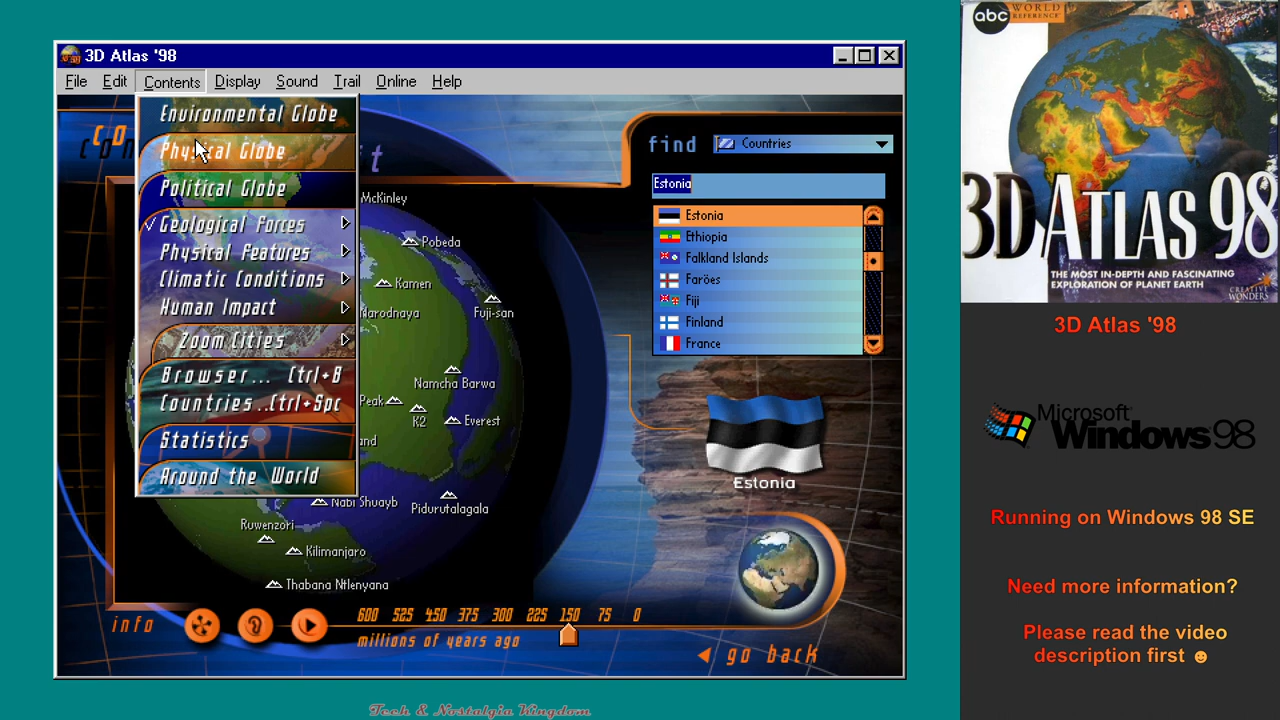 3D Atlas '98
File Edit Contents Display Sound Trail Online Help
Environmental Globe
Physical Globe
Political Globe
Geological Forces
Physical Features
Climatic Conditions
Human Impact
Zoom Cities
Browser... Ctrl+B
Countries..Ctrl+Spc
Statistics
Around the World
find
Countries
Estonia
Estonia
Ethiopia
Falkland Islands
Faröes
Fiji
Finland
France
McKinley
Pobeda
Kamen
Narodnaya
Fuji-san
Namcha Barwa
Peak
K2
Everest
Nabi Shuayb
Pidurutalagala
Ruwenzori
Kilimanjaro
Thabana Ntlenyana
Estonia
info
600 525 450 375 300 225 150 75 0
millions of years ago
go back
Tech & Nostalgia Kingdom
abc WORLD
REFERENCE
3D ATLAS 98
THE MOST IN-DEPTH AND FASCINATING
EXPLORATION OF PLANET EARTH
CREATIVE
WONDERS
3D Atlas '98
Microsoft
Windows 98
Running on Windows 98 SE
Need more information?
Please read the video
description first ☻